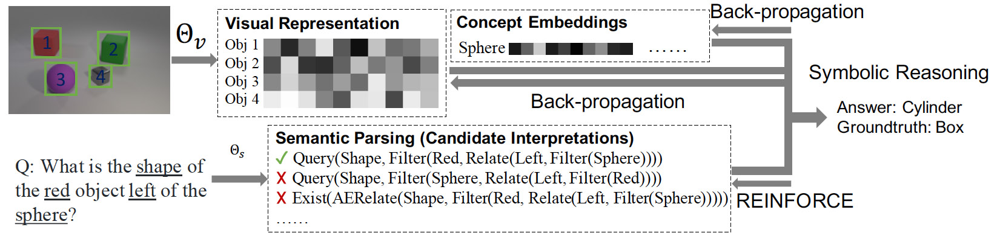 1
2
3
4
Θv
Visual Representation
Obj 1
Obj 2
Obj 3
Obj 4
Concept Embeddings
Sphere ......
Back-propagation
Back-propagation
Symbolic Reasoning
Answer: Cylinder
Groundtruth: Box
Q: What is the shape of
the red object left of the
sphere?
Θs
Semantic Parsing (Candidate Interpretations)
✓ Query(Shape, Filter(Red, Relate(Left, Filter(Sphere))))
✗ Query(Shape, Filter(Sphere, Relate(Left, Filter(Red))))
✗ Exist(AERelate(Shape, Filter(Red, Relate(Left, Filter(Sphere)))))
......
REINFORCE